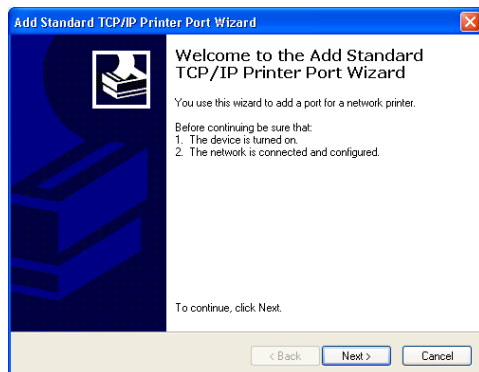 Add Standard TCP/IP Printer Port Wizard
Welcome to the Add Standard
TCP/IP Printer Port Wizard
You use this wizard to add a port for a network printer.
Before continuing be sure that:
1. The device is turned on.
2. The network is connected and configured.
To continue, click Next.
< Back Next > Cancel